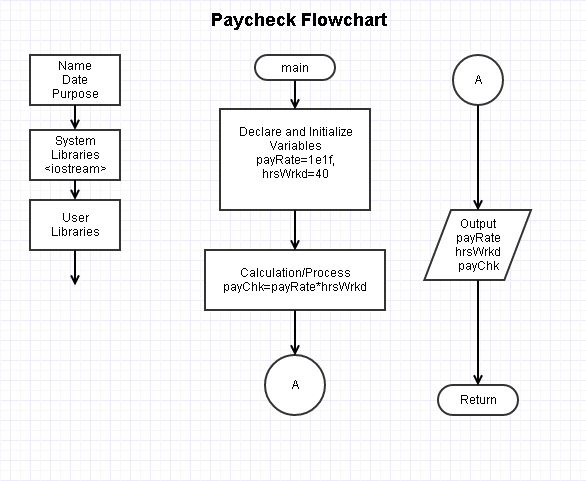 Paycheck Flowchart
Name
Date
Purpose
System
Libraries
<iostream>
User
Libraries
main
Declare and Initialize
Variables
payRate=1e1f,
hrsWrkd=40
Calculation/Process
payChk=payRate*hrsWrkd
A
A
Output
payRate
hrsWrkd
payChk
Return